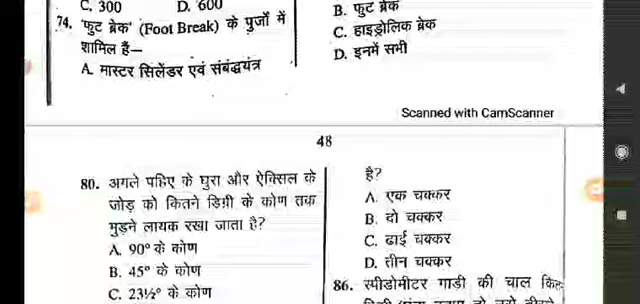 C. 300 D. 600
74. 'फुट ब्रेक' (Foot Break) के पुर्जों में
शामिल हैं—
A. मास्टर सिलेंडर एवं संबंद्धयंत्र
B. फुट ब्रेक
C. हाइड्रोलिक ब्रेक
D. इनमें सभी
Scanned with CamScanner
48
80. अगले पहिए के घुरा और ऐक्सिल के
जोड़ को कितने डिग्री के कोण तक
मुड़ने लायक रखा जाता है?
A. 90° के कोण
B. 45° के कोण
C. 23½° के कोण
है?
A. एक चक्कर
B. दो चक्कर
C. ढाई चक्कर
D. तीन चक्कर
86. स्पीडोमीटर गाड़ी की चाल